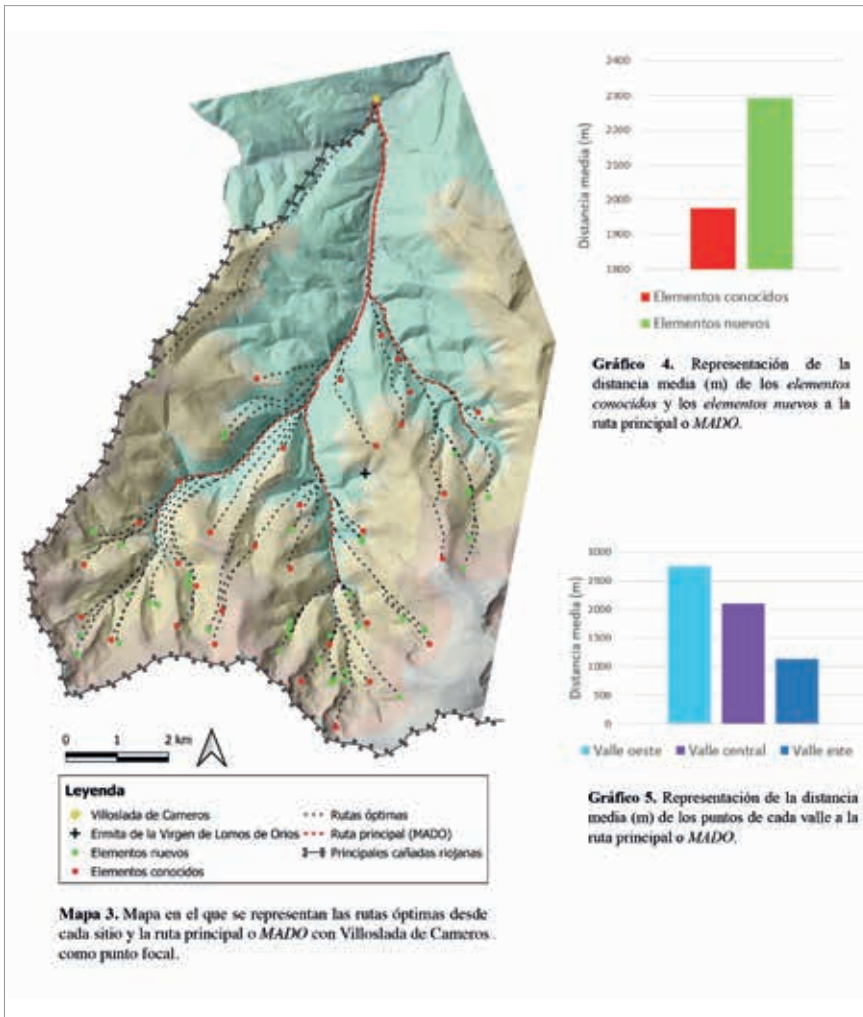 2400
2300
2200
2100
2000
1900
1800
Distancia media (m)
Elementos conocidos
Elementos nuevos
Gráfico 4. Representación de la
distancia media (m) de los elementos
conocidos y los elementos nuevos a la
ruta principal o MADO.
3000
2500
2000
1500
1000
500
0
Distancia media (m)
Valle oeste Valle central Valle este
Gráfico 5. Representación de la distancia
media (m) de los puntos de cada valle a la
ruta principal o MADO.
0 1 2 km
Leyenda
Villoslada de Cameros
Ermita de la Virgen de Lomos de Orios
Elementos nuevos
Elementos conocidos
Rutas óptimas
Ruta principal (MADO)
Principales cañadas riojanas
Mapa 3. Mapa en el que se representan las rutas óptimas desde
cada sitio y la ruta principal o MADO con Villoslada de Cameros
como punto focal.